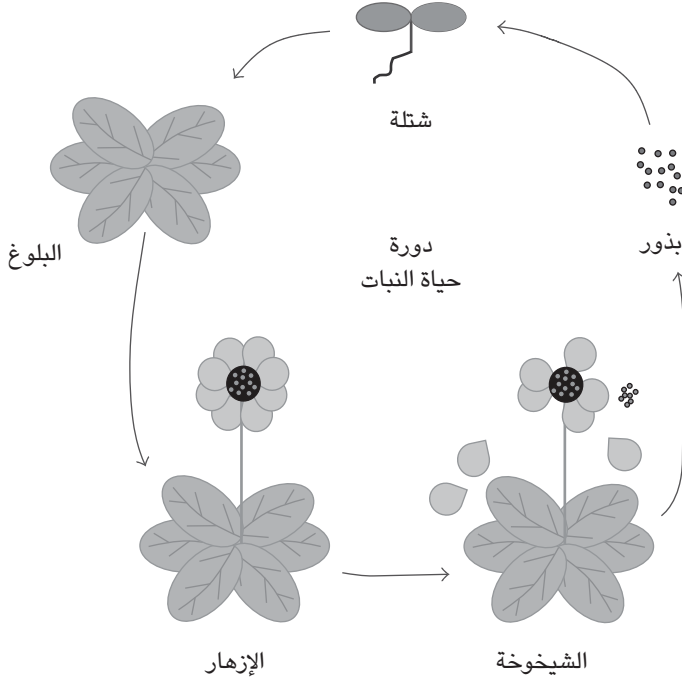 شتلة
بذور
دورة
حياة النبات
البلوغ
الشيخوخة
الإزهار